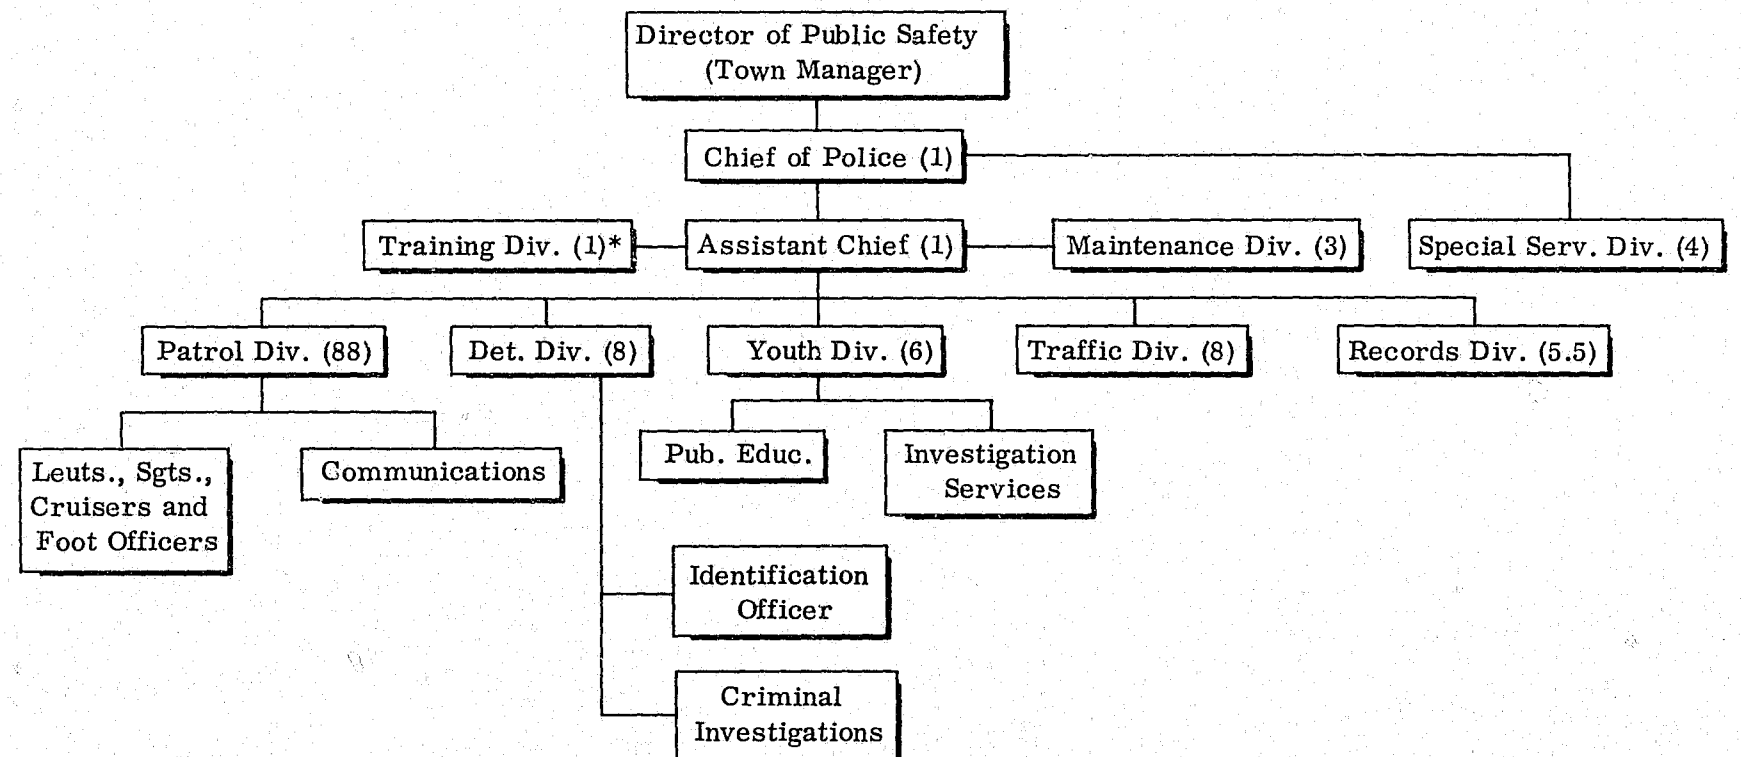 Director of Public Safety
(Town Manager)
Chief of Police (1)
Training Div. (1)*
Assistant Chief (1)
Maintenance Div. (3)
Special Serv. Div. (4)
Patrol Div. (88)
Det. Div. (8)
Youth Div. (6)
Traffic Div. (8)
Records Div. (5.5)
Leuts., Sgts.,
Cruisers and
Foot Officers
Communications
Pub. Educ.
Investigation
Services
Identification
Officer
Criminal
Investigations